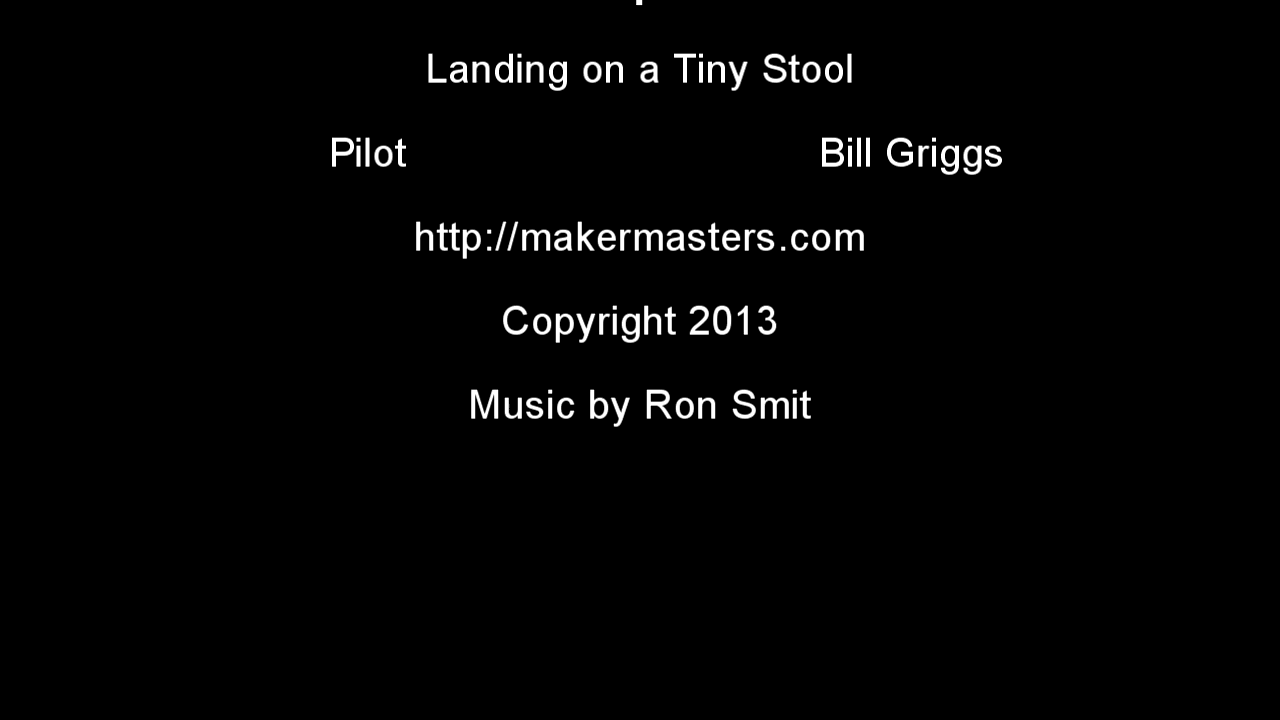 Landing on a Tiny Stool
Pilot Bill Griggs
http://makermasters.com
Copyright 2013
Music by Ron Smit